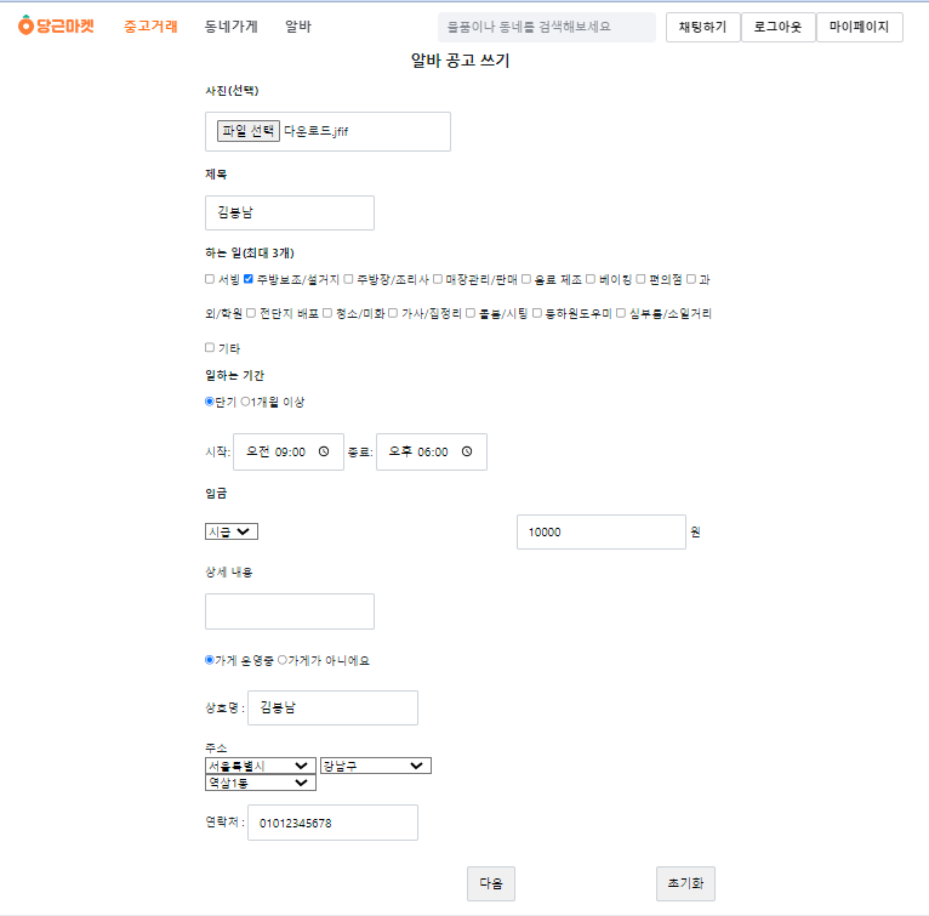 당근마켓 중고거래 동네가게 알바 물품이나 동네를 검색해보세요 채팅하기 로그아웃 마이페이지
알바 공고 쓰기
사진(선택)
파일 선택 다운로드.jfif
제목
김봉남
하는 일(최대 3개)
서빙 주방보조/설거지 주방장/조리사 매장관리/판매 음료 제조 베이킹 편의점 과
외/학원 전단지 배포 청소/미화 가사/집정리 돌봄/시팅 등하원도우미 심부름/소일거리
기타
일하는 기간
단기 1개월 이상
시작: 오전 09:00 종료: 오후 06:00
임금
시급 10000 원
상세 내용
가게 운영중 가게가 아니에요
상호명 : 김봉남
주소
서울특별시 강남구
역삼1동
연락처 : 01012345678
다음 초기화